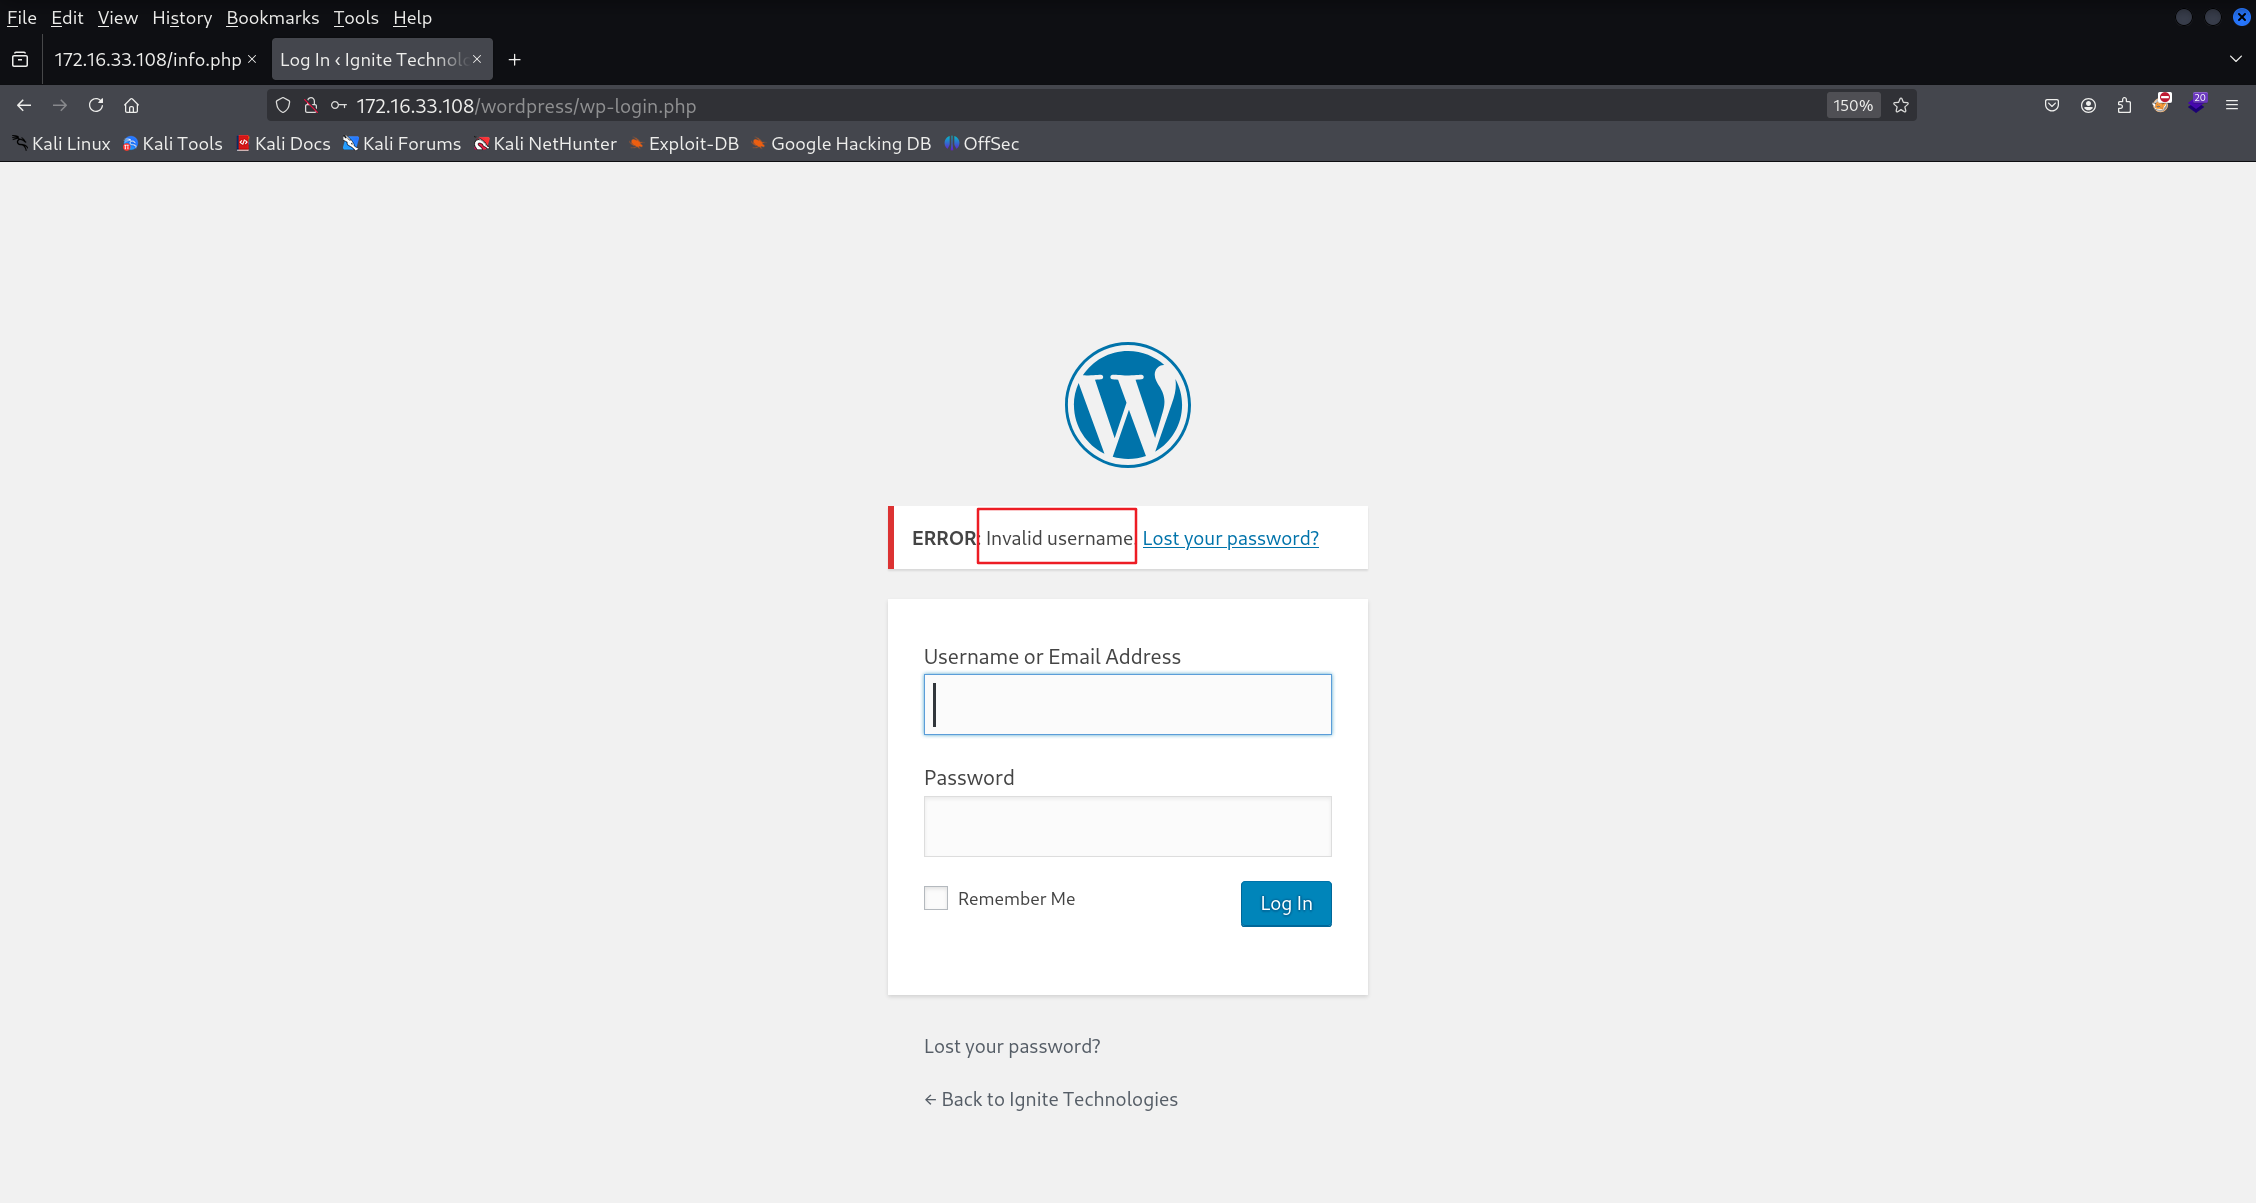 File Edit View History Bookmarks Tools Help
172.16.33.108/info.php Log In ‹ Ignite Technolo
172.16.33.108/wordpress/wp-login.php 150% 20
Kali Linux Kali Tools Kali Docs Kali Forums Kali NetHunter Exploit-DB Google Hacking DB OffSec
ERROR: Invalid username. Lost your password?
Username or Email Address
Password
Remember Me Log In
Lost your password?
← Back to Ignite Technologies